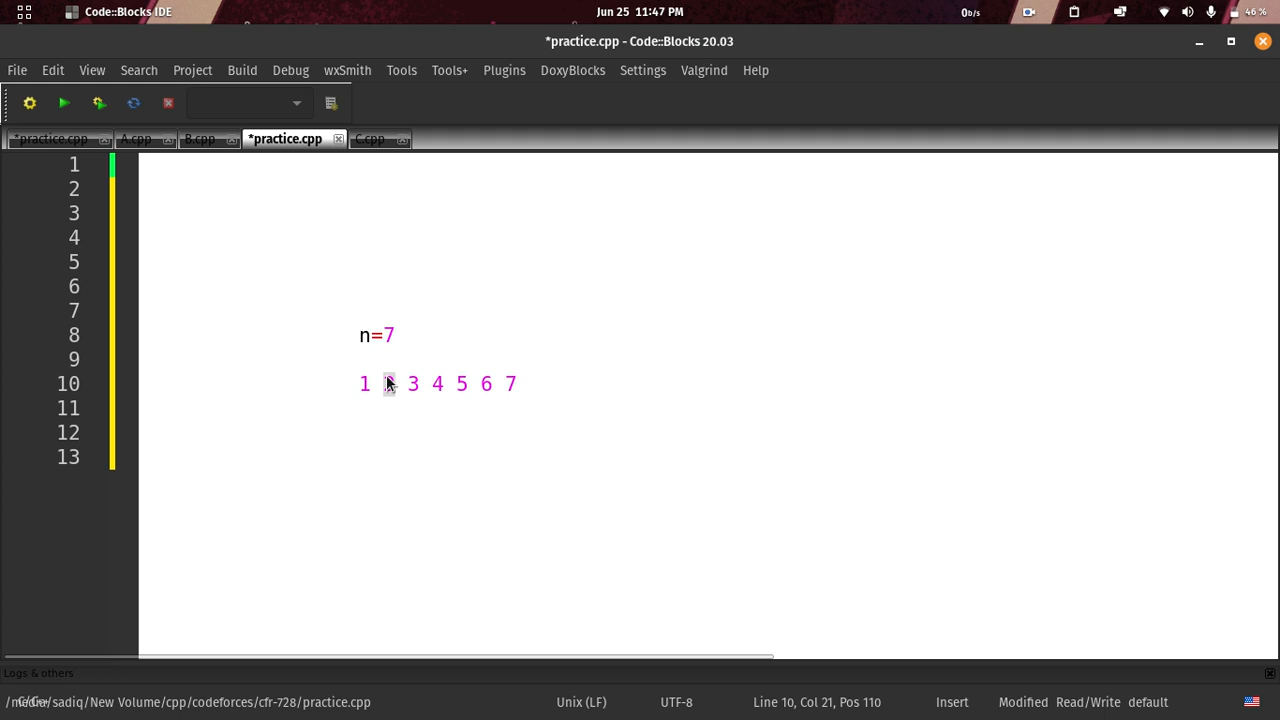 Code::Blocks IDE
Jun 25 11:47 PM
0b/s
46 %
*practice.cpp - Code::Blocks 20.03
File Edit View Search Project Build Debug wxSmith Tools Tools+ Plugins DoxyBlocks Settings Valgrind Help
*practice.cpp A.cpp B.cpp *practice.cpp C.cpp
1
2
3
4
5
6
7
8 n=7
9
10 1 3 4 5 6 7
11
12
13
Logs & others
/media/sadiq/New Volume/cpp/codeforces/cfr-728/practice.cpp Unix (LF) UTF-8 Line 10, Col 21, Pos 110 Insert Modified Read/Write default